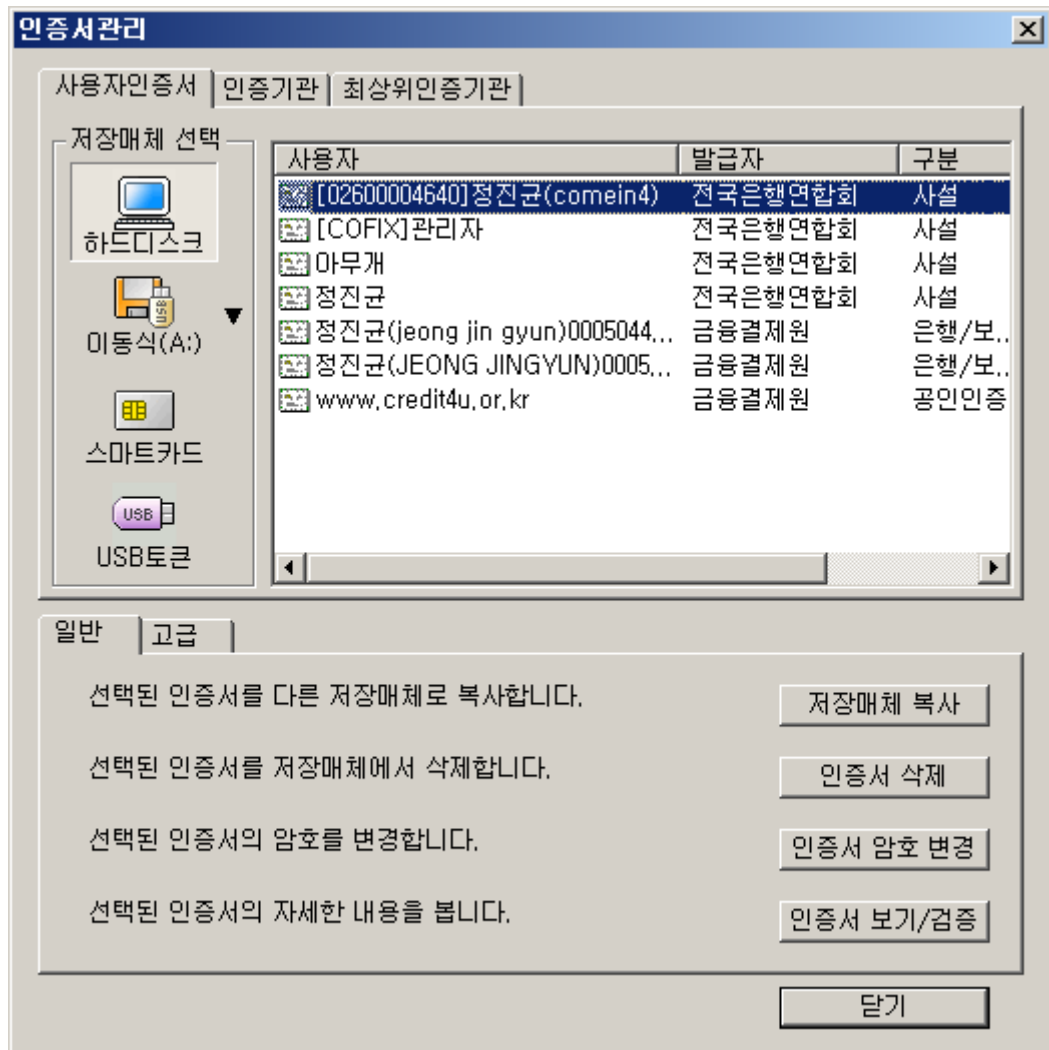 인증서관리
사용자인증서 인증기관 최상위인증기관
저장매체 선택
하드디스크
이동식(A:)
스마트카드
USB
USB토큰
사용자 발급자 구분
[02600004640]정진균(comein4) 전국은행연합회 사설
[COFIX]관리자 전국은행연합회 사설
아무개 전국은행연합회 사설
정진균 전국은행연합회 사설
정진균(jeong jin gyun)0005044... 금융결제원 은행/보..
정진균(JEONG JINGYUN)0005... 금융결제원 은행/보..
www.credit4u.or.kr 금융결제원 공인인증
일반 고급
선택된 인증서를 다른 저장매체로 복사합니다. 저장매체 복사
선택된 인증서를 저장매체에서 삭제합니다. 인증서 삭제
선택된 인증서의 암호를 변경합니다. 인증서 암호 변경
선택된 인증서의 자세한 내용을 봅니다. 인증서 보기/검증
닫기